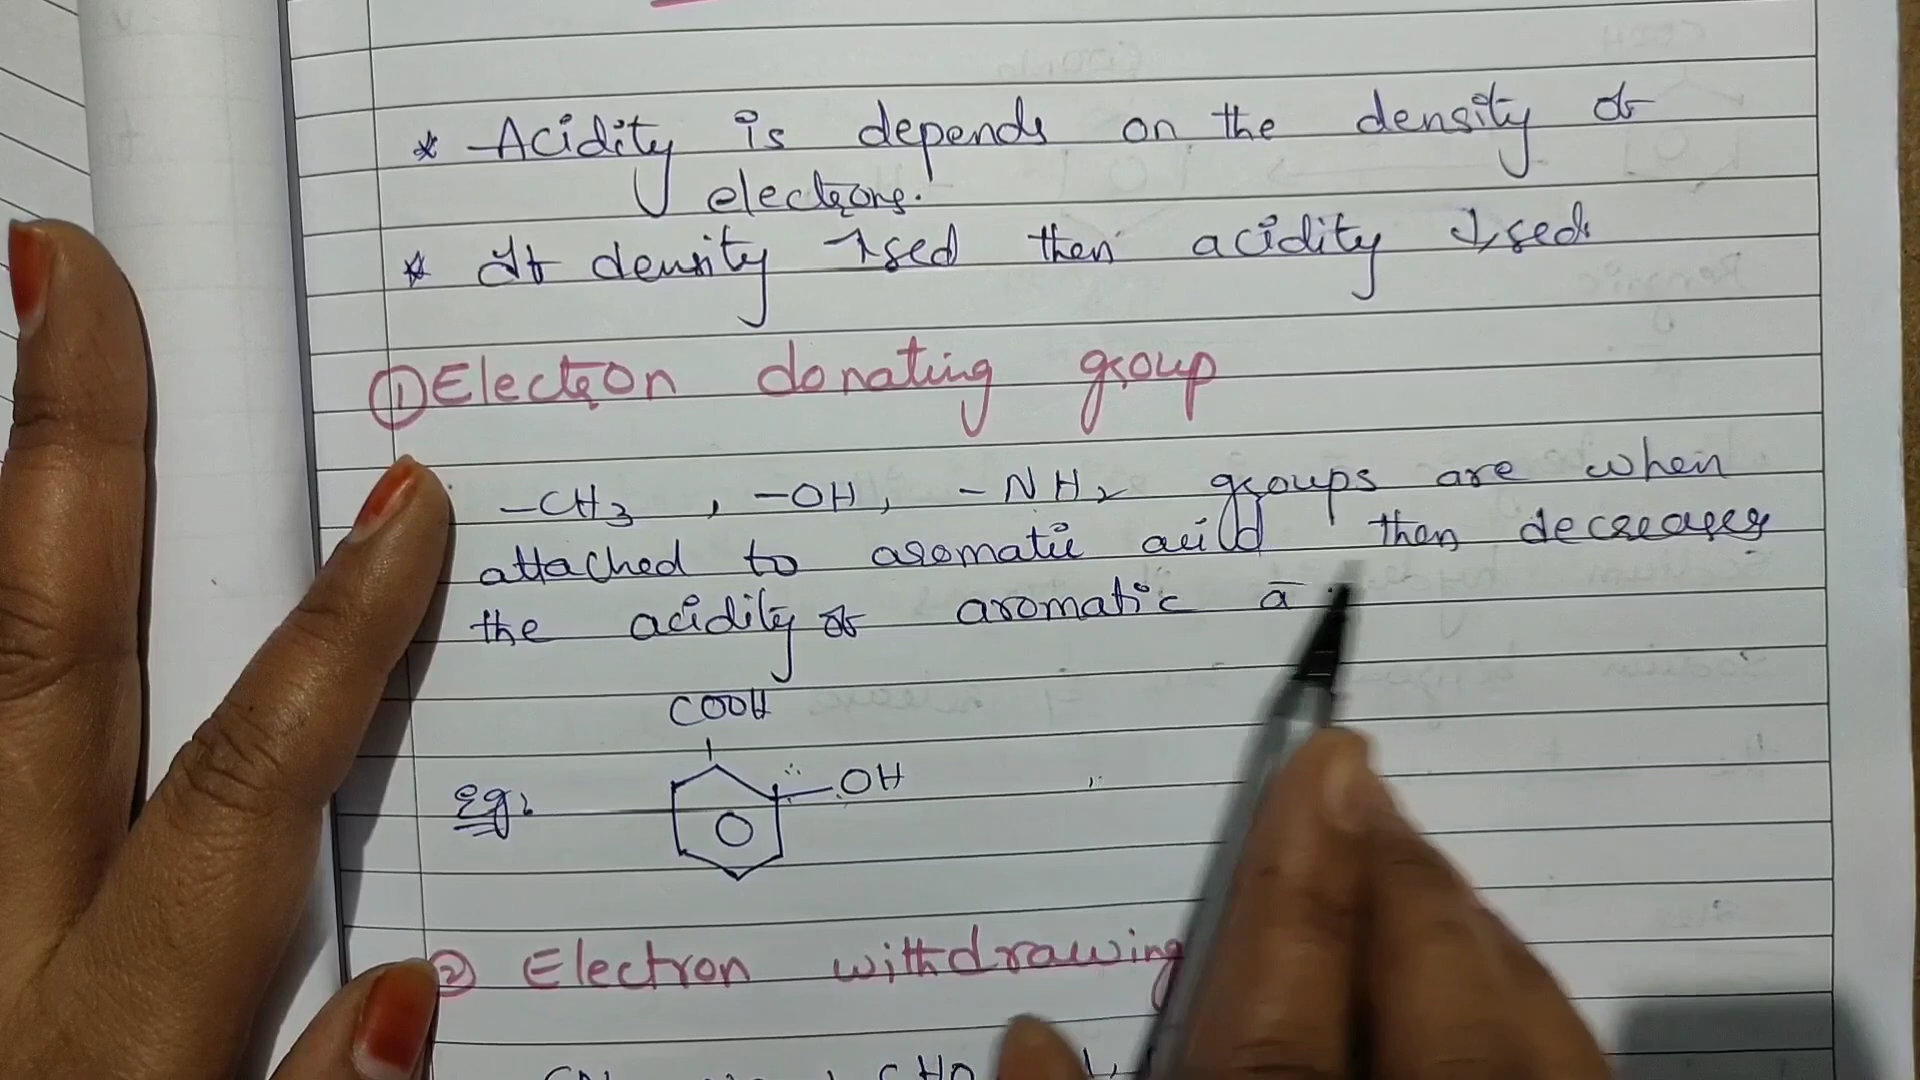 * Acidity is depends on the density of
electrons.
* If density ↑sed then acidity ↓sed.
① Electron donating group
-CH3 , -OH, -NH2 groups are when
attached to aromatic acid then decreases
the acidity of aromatic a
COOH
Eg: OH
② Electron withdrawing
CHO